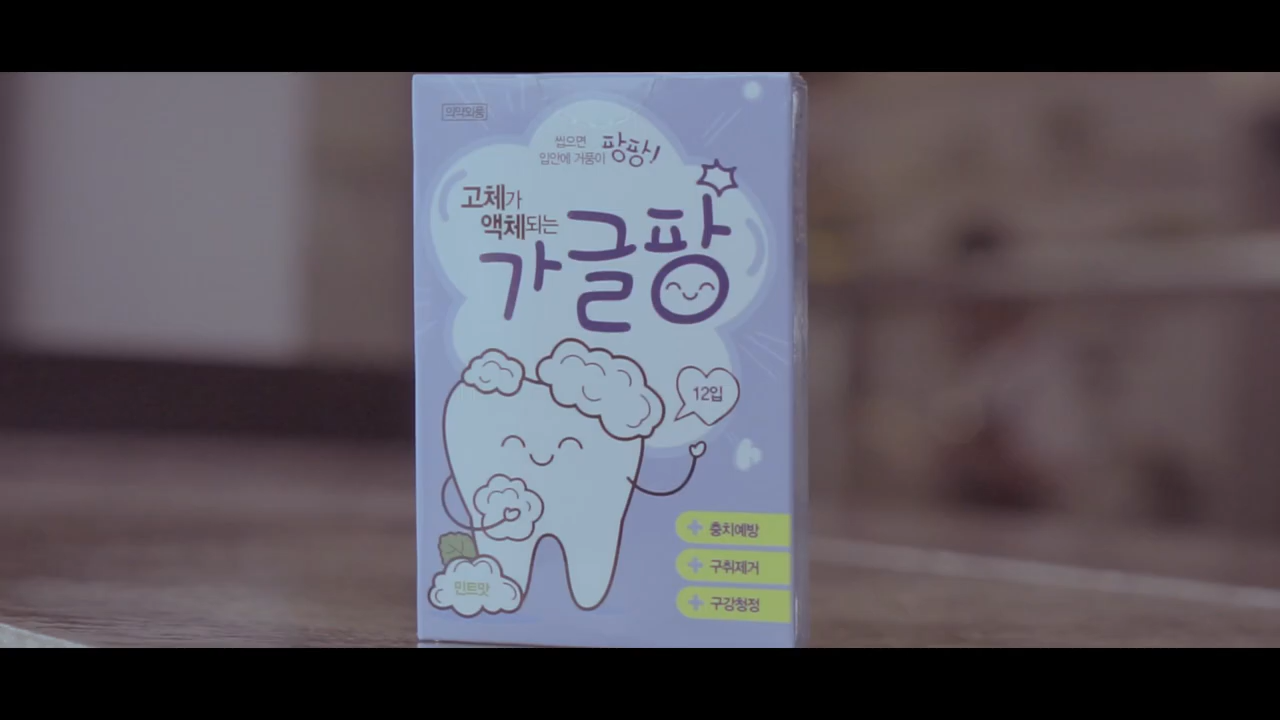 의약외품
씹으면
입안에 거품이 팡팡!
고체가
액체되는
가글팡
12입
충치예방
구취제거
구강청정
민트맛